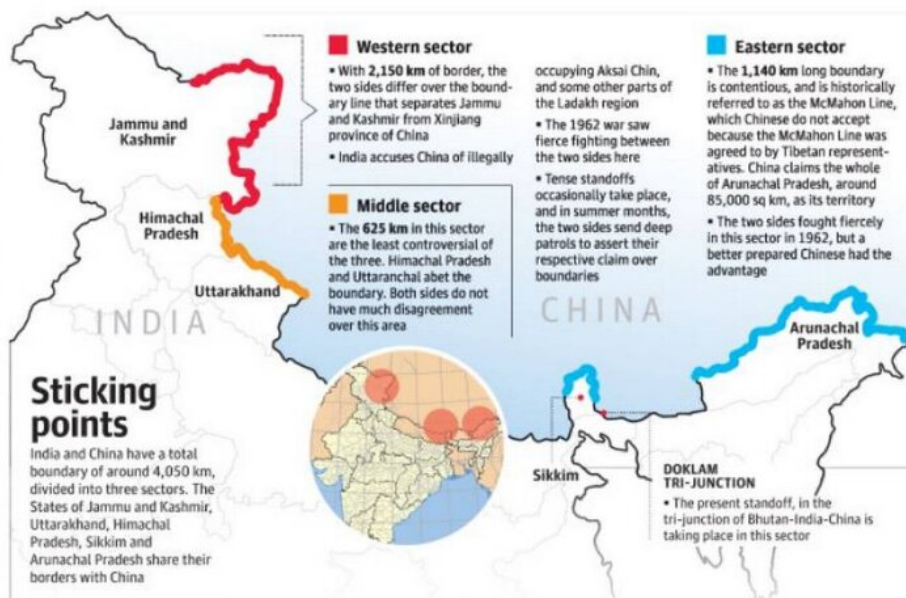 Western sector
▪ With 2,150 km of border, the
two sides differ over the bound-
ary line that separates Jammu
and Kashmir from Xinjiang
province of China
▪ India accuses China of illegally
occupying Aksai Chin,
and some other parts of
the Ladakh region
▪ The 1962 war saw
fierce fighting between
the two sides here
▪ Tense standoffs
occasionally take place,
and in summer months,
the two sides send deep
patrols to assert their
respective claim over
boundaries
Middle sector
▪ The 625 km in this sector
are the least controversial of
the three. Himachal Pradesh
and Uttaranchal abet the
boundary. Both sides do not
have much disagreement
over this area
Eastern sector
▪ The 1,140 km long boundary
is contentious, and is historically
referred to as the McMahon Line,
which Chinese do not accept
because the McMahon Line was
agreed to by Tibetan represent-
atives. China claims the whole
of Arunachal Pradesh, around
85,000 sq km, as its territory
▪ The two sides fought fiercely
in this sector in 1962, but a
better prepared Chinese had the
advantage
Jammu and
Kashmir
Himachal
Pradesh
Uttarakhand
INDIA
CHINA
Arunachal
Pradesh
Sikkim
Sticking
points
India and China have a total
boundary of around 4,050 km,
divided into three sectors. The
States of Jammu and Kashmir,
Uttarakhand, Himachal
Pradesh, Sikkim and
Arunachal Pradesh share their
borders with China
DOKLAM
TRI-JUNCTION
▪ The present standoff, in the
tri-junction of Bhutan-India-China is
taking place in this sector